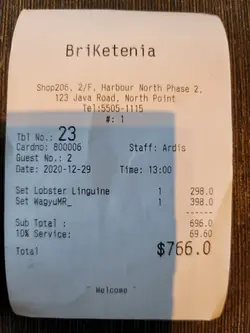 BriKetenia
Shop206, 2/F, Harbour North Phase 2,
123 Java Road, North Point
Tel:5505-1115
#: 1
Tbl No.: 23
Cardno: 800006 Staff: Ardis
Guest No.: 2
Date: 2020-12-29 Time: 13:00
Set Lobster Linguine 1 298.0
Set WagyuMR_ 1 398.0
------
Sub Total : 696.0
10% Service: 69.60
------
Total $766.0
~ Welcome ~